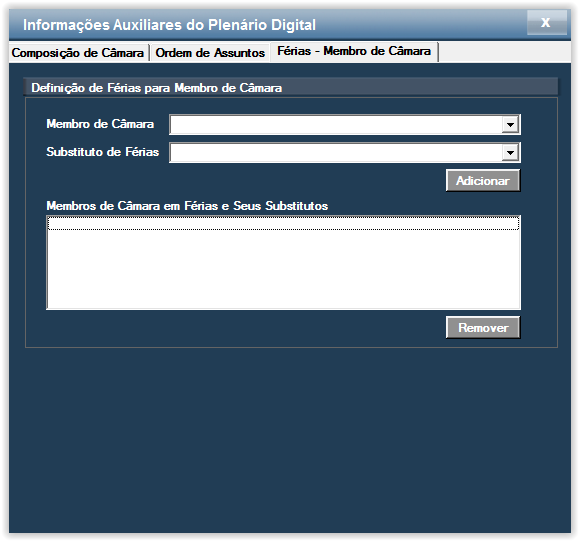 Informações Auxiliares do Plenário Digital
X
Composição de Câmara
Ordem de Assuntos
Férias - Membro de Câmara
Definição de Férias para Membro de Câmara
Membro de Câmara
Substituto de Férias
Adicionar
Membros de Câmara em Férias e Seus Substitutos
Remover